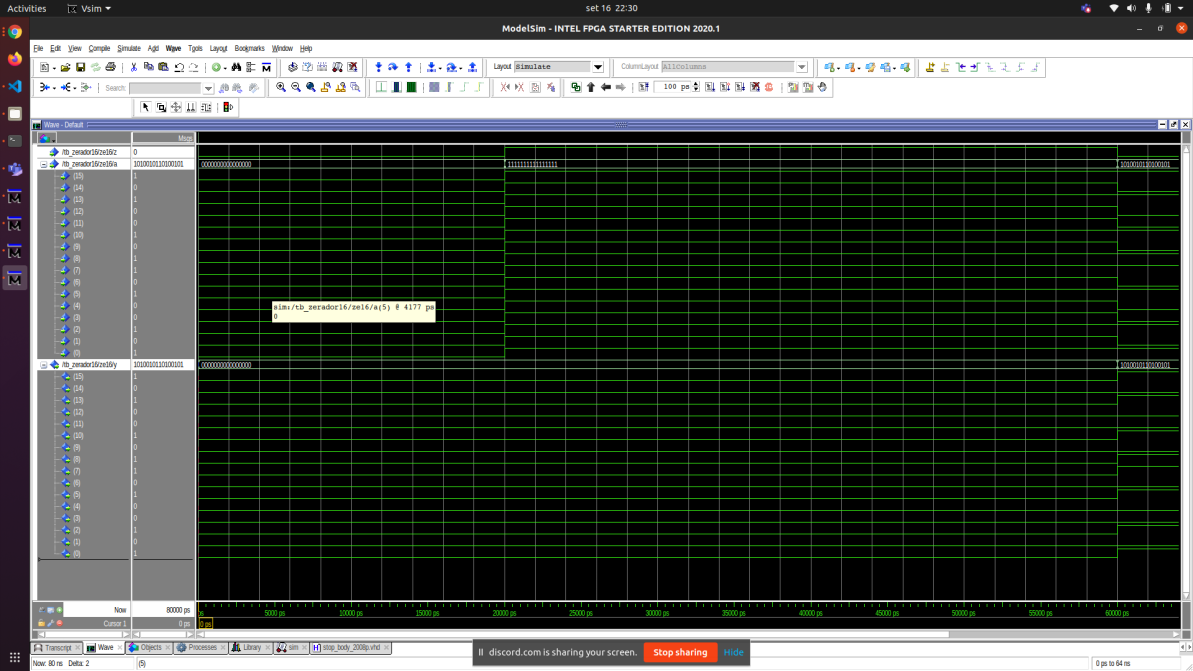 Activities Vsim set 16 22:30
ModelSim - INTEL FPGA STARTER EDITION 2020.1
File Edit View Compile Simulate Add Wave Tools Layout Bookmarks Window Help
Layout Simulate ColumnLayout AllColumns
Search: 100 ps
Wave - Default
Msgs
/tb_zerador16/ze16/z 0
/tb_zerador16/ze16/a 1010010110100101 0000000000000000 1111111111111111 1010010110100101
(15) 1
(14) 0
(13) 1
(12) 0
(11) 0
(10) 1
(9) 0
(8) 1
(7) 1
(6) 0
(5) 1
(4) 0
(3) 0
(2) 1
(1) 0
(0) 1
sim:/tb_zerador16/ze16/a(5) @ 4177 ps
0
/tb_zerador16/ze16/y 1010010110100101 0000000000000000 1010010110100101
(15) 1
(14) 0
(13) 1
(12) 0
(11) 0
(10) 1
(9) 0
(8) 1
(7) 1
(6) 0
(5) 1
(4) 0
(3) 0
(2) 1
(1) 0
(0) 1
Now 80000 ps ps 5000 ps 10000 ps 15000 ps 20000 ps 25000 ps 30000 ps 35000 ps 40000 ps 45000 ps 50000 ps 55000 ps 60000 ps
Cursor 1 0 ps 0 ps
Transcript Wave Objects Processes Library sim stop_body_2008p.vhd
discord.com is sharing your screen. Stop sharing Hide
Now: 80 ns Delta: 2 (5) 0 ps to 64 ns